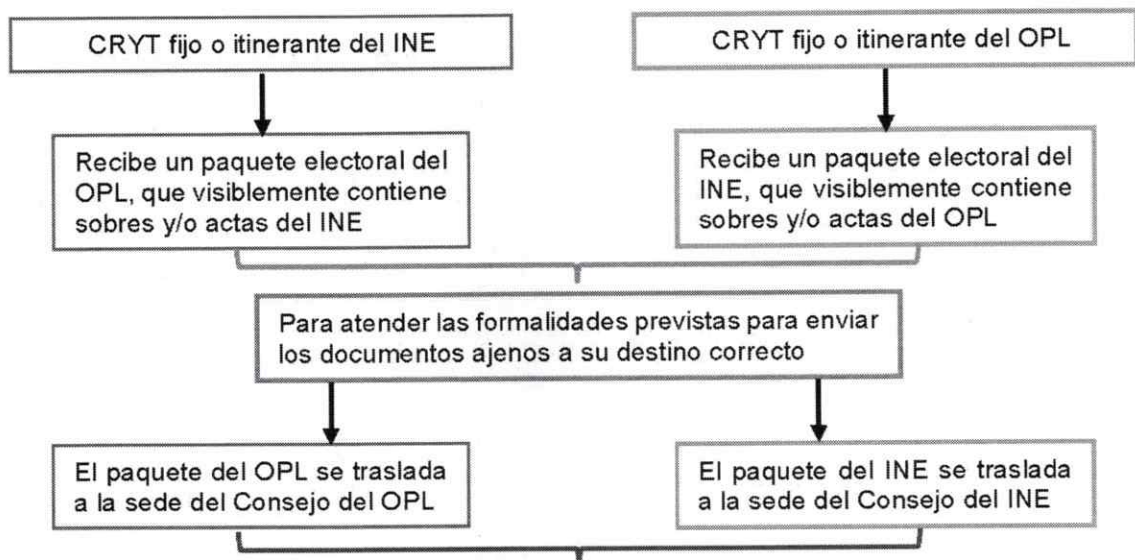 CRYT fijo o itinerante del INE
CRYT fijo o itinerante del OPL
Recibe un paquete electoral del
OPL, que visiblemente contiene
sobres y/o actas del INE
Recibe un paquete electoral del
INE, que visiblemente contiene
sobres y/o actas del OPL
Para atender las formalidades previstas para enviar
los documentos ajenos a su destino correcto
El paquete del OPL se traslada
a la sede del Consejo del OPL
El paquete del INE se traslada
a la sede del Consejo del INE